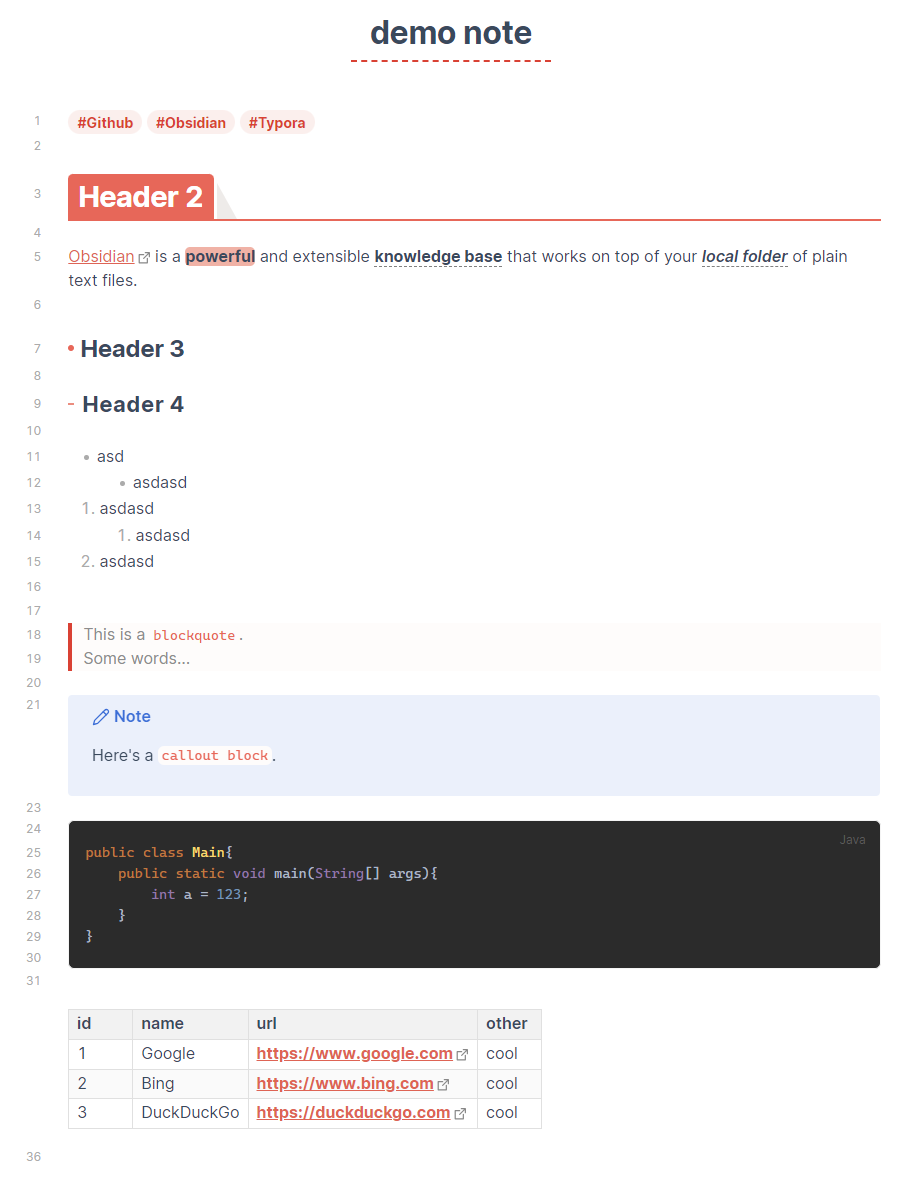 demo note
1 #Github #Obsidian #Typora
2
3 Header 2
4
5 Obsidian is a powerful and extensible knowledge base that works on top of your local folder of plain
text files.
6
7 Header 3
8
9 Header 4
10
11 • asd
12 • asdasd
13 1. asdasd
14 1. asdasd
15 2. asdasd
16
17
18 This is a blockquote.
19 Some words...
20
21 Note
Here's a callout block.
23
24 Java
25 public class Main{
26     public static void main(String[] args){
27         int a = 123;
28     }
29 }
30
31
id name url other
1 Google https://www.google.com cool
2 Bing https://www.bing.com cool
3 DuckDuckGo https://duckduckgo.com cool
36